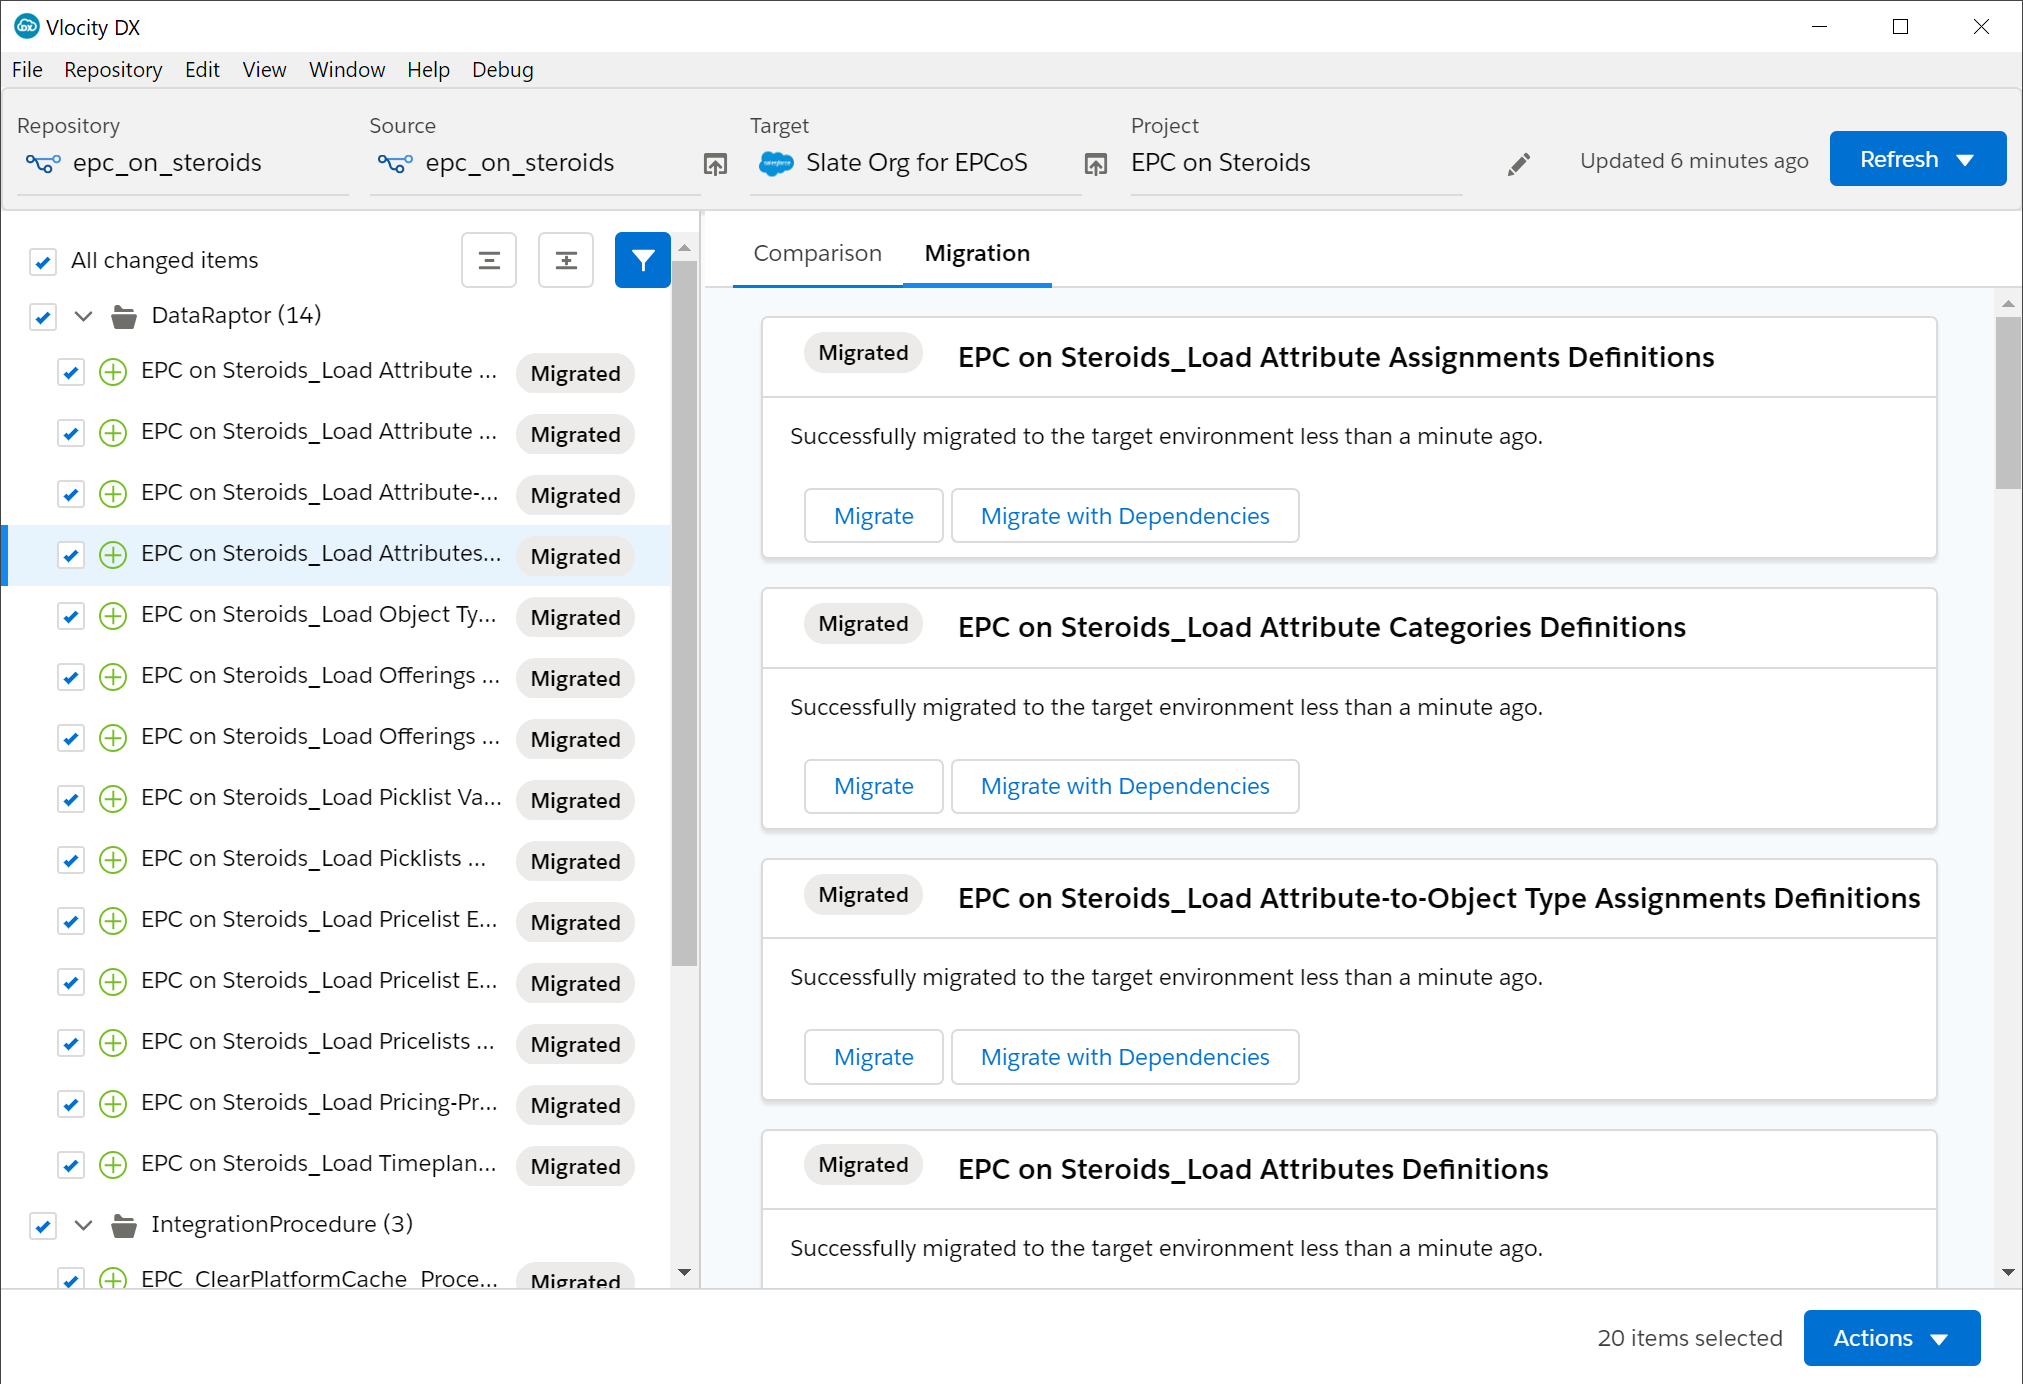 Vlocity DX
File Repository Edit View Window Help Debug
Repository Source Target Project
epc_on_steroids epc_on_steroids Slate Org for EPCoS EPC on Steroids Updated 6 minutes ago Refresh
All changed items
DataRaptor (14)
EPC on Steroids_Load Attribute ... Migrated
EPC on Steroids_Load Attribute ... Migrated
EPC on Steroids_Load Attribute-... Migrated
EPC on Steroids_Load Attributes... Migrated
EPC on Steroids_Load Object Ty... Migrated
EPC on Steroids_Load Offerings ... Migrated
EPC on Steroids_Load Offerings ... Migrated
EPC on Steroids_Load Picklist Va... Migrated
EPC on Steroids_Load Picklists ... Migrated
EPC on Steroids_Load Pricelist E... Migrated
EPC on Steroids_Load Pricelist E... Migrated
EPC on Steroids_Load Pricelists ... Migrated
EPC on Steroids_Load Pricing-Pr... Migrated
EPC on Steroids_Load Timeplan... Migrated
IntegrationProcedure (3)
EPC_ClearPlatformCache_Proce... Migrated
Comparison Migration
Migrated EPC on Steroids_Load Attribute Assignments Definitions
Successfully migrated to the target environment less than a minute ago.
Migrate Migrate with Dependencies
Migrated EPC on Steroids_Load Attribute Categories Definitions
Successfully migrated to the target environment less than a minute ago.
Migrate Migrate with Dependencies
Migrated EPC on Steroids_Load Attribute-to-Object Type Assignments Definitions
Successfully migrated to the target environment less than a minute ago.
Migrate Migrate with Dependencies
Migrated EPC on Steroids_Load Attributes Definitions
Successfully migrated to the target environment less than a minute ago.
20 items selected Actions